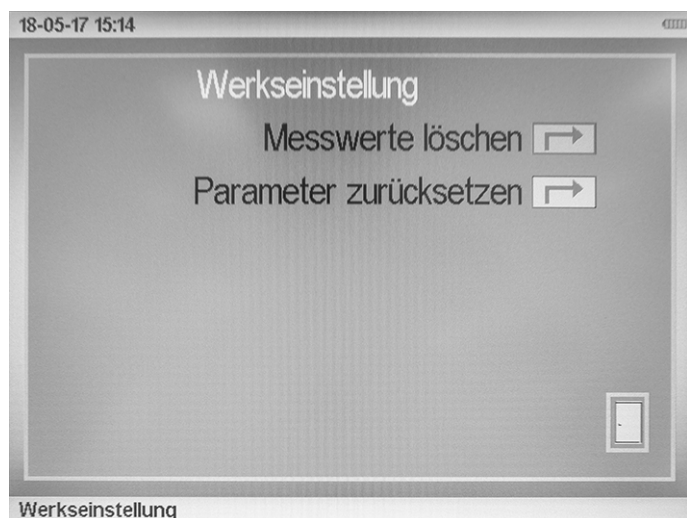 18-05-17 15:14
Werkseinstellung
Messwerte löschen
Parameter zurücksetzen
Werkseinstellung